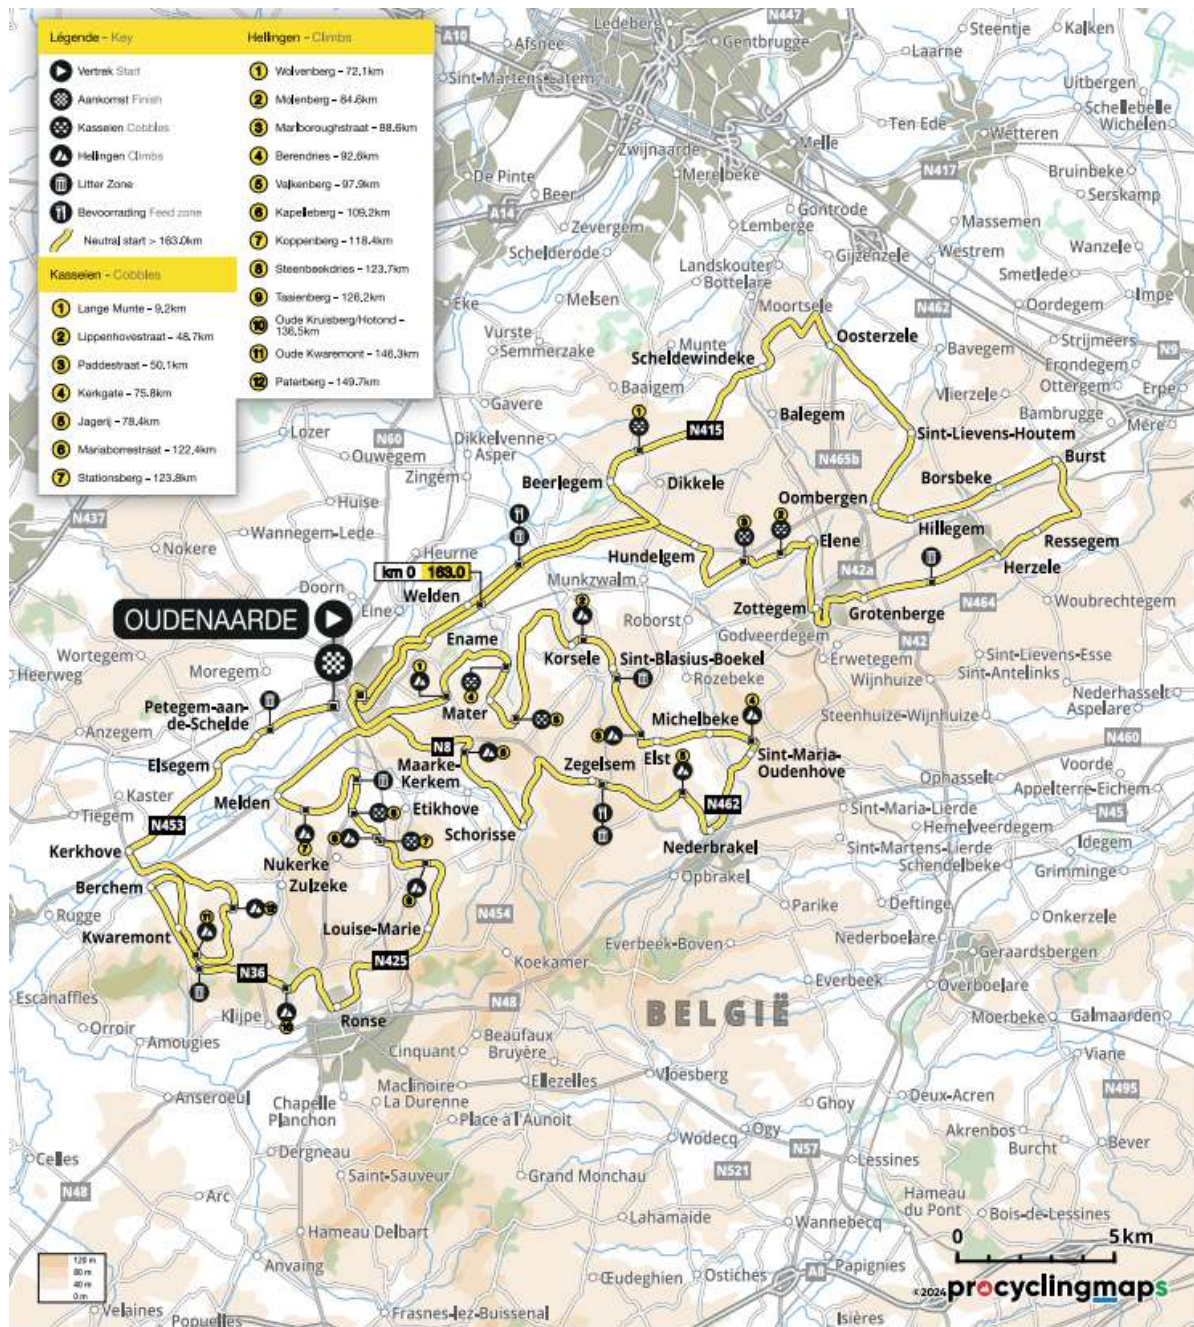 Légende - Key
Vertrek Start
Aankomst Finish
Kasseien Cobbles
Hellingen Climbs
Litter Zone
Bevoorrading Feed zone
Neutral start > 163.0km
Kasseien - Cobbles
1 Lange Munte - 9.2km
2 Lippenhovestraat - 48.7km
3 Paddestraat - 50.1km
4 Kerkgate - 75.8km
5 Jagerij - 78.4km
6 Mariaborrestraat - 122.4km
7 Stationsberg - 123.8km
Hellingen - Climbs
1 Wolvenberg - 72.1km
2 Molenberg - 84.6km
3 Marlboroughstraat - 88.6km
4 Berendries - 92.6km
5 Valkenberg - 97.9km
6 Kapelleberg - 109.2km
7 Koppenberg - 118.4km
8 Steenbeekdries - 123.7km
9 Taaienberg - 126.2km
10 Oude Kruisberg/Hotond -
136.5km
11 Oude Kwaremont - 146.3km
12 Paterberg - 149.7km
N447
Ledeberg
Steentje
Kalken
A10
Afsnee
Gentbrugge
Laarne
Sint-Martens-Latem
Uitbergen
Schellebelle
Wichelen
Ten Ede
Wetteren
Zwijnaarde
Melle
De Pinte
Merelbeke
N417
Bruinbeke
Beer
Serskamp
A14
Gontrode
Zevergem
Lemberge
Massemen
Schelderode
Gijzenzele
Westrem
Wanzele
Landskouter
Smetlede
Bottelare
Eke
Melsen
Moortsele
N462
Oordegem
Impe
Vurste
Munte
Oosterzele
Strijmeers
Semmerzake
Scheldewindeke
Bavegem
N9
Erondegem
Baaigem
Vlierzele
Ottergem
Erpe
Gavere
Balegem
Bambrugge
Lozer
N60
N415
Mere
Dikkelvenne
Sint-Lievens-Houtem
Ouwegem
Asper
N465b
Burst
Zingem
Beerlegem
Dikkele
Borsbeke
Huise
Oombergen
N437
Wannegem-Lede
Hillegem
Elene
Ressegem
Nokere
Heurne
Hundelgem
km 0 163.0
Munkzwalm
N42a
Herzele
Doorn
Welden
Eine
Zottegem
Grotenberge
N464
Woubrechtegem
OUDENAARDE
Roborst
Ename
Godveerdegem
N42
Wortegem
Korsele
Sint-Blasius-Boekel
Erwetegem
Sint-Lievens-Esse
Heerweg
Moregem
Rozebeke
Wijnhuize
Sint-Antelinks
Petegem-aan-
de-Schelde
Mater
Michelbeke
Nederhasselt
Steenhuize-Wijnhuize
Aspelare
Anzegem
N8
Elst
Sint-Maria-
Oudenhove
N460
Elsegem
Maarke-
Kerkem
Zegelsem
Voorde
Ophasselt
Kaster
Melden
Etikhove
N462
Appelterre-Eichem
Tiegem
Sint-Maria-Lierde
N45
N453
Schorisse
Hemelveerdegem
Idegem
Kerkhove
Nukerke
Nederbrakel
Sint-Martens-Lierde
Schendelbeke
Grimminge
Berchem
Zulzeke
Opbrakel
Rugge
N454
Parike
Deftinge
Onkerzele
Kwaremont
Louise-Marie
Everbeek-Boven
Nederboelare
Geraardsbergen
N36
N425
Koekamer
Everbeek
Overboelare
Escanaffles
N48
BELGIË
Klijpe
Ronse
Moerbeke
Galmaarden
Orroir
Amougies
Beaufaux
Bruyère
Cinquant
Viane
Vloesberg
Maclinoire
Ellezelles
N495
Anseroeul
La Durenne
Deux-Acren
Chapelle
Planchon
Place à l'Aunoit
Ghoy
Akrenbos
Ogy
Burcht
Bever
Wodecq
N57
Dergneau
Celles
Saint-Sauveur
Grand Monchau
N521
Lessines
N48
Arc
Hameau
du Pont
Bois-de-Lessines
Lahamaide
Wannebecq
Hameau Delbart
0 5km
Anvaing
Œudeghien
Ostiches
A8
Papignies
120 m
80 m
40 m
0 m
©2024 procyclingmaps
Velaines
Popuelles
Frasnes-lez-Buissenal
Isières